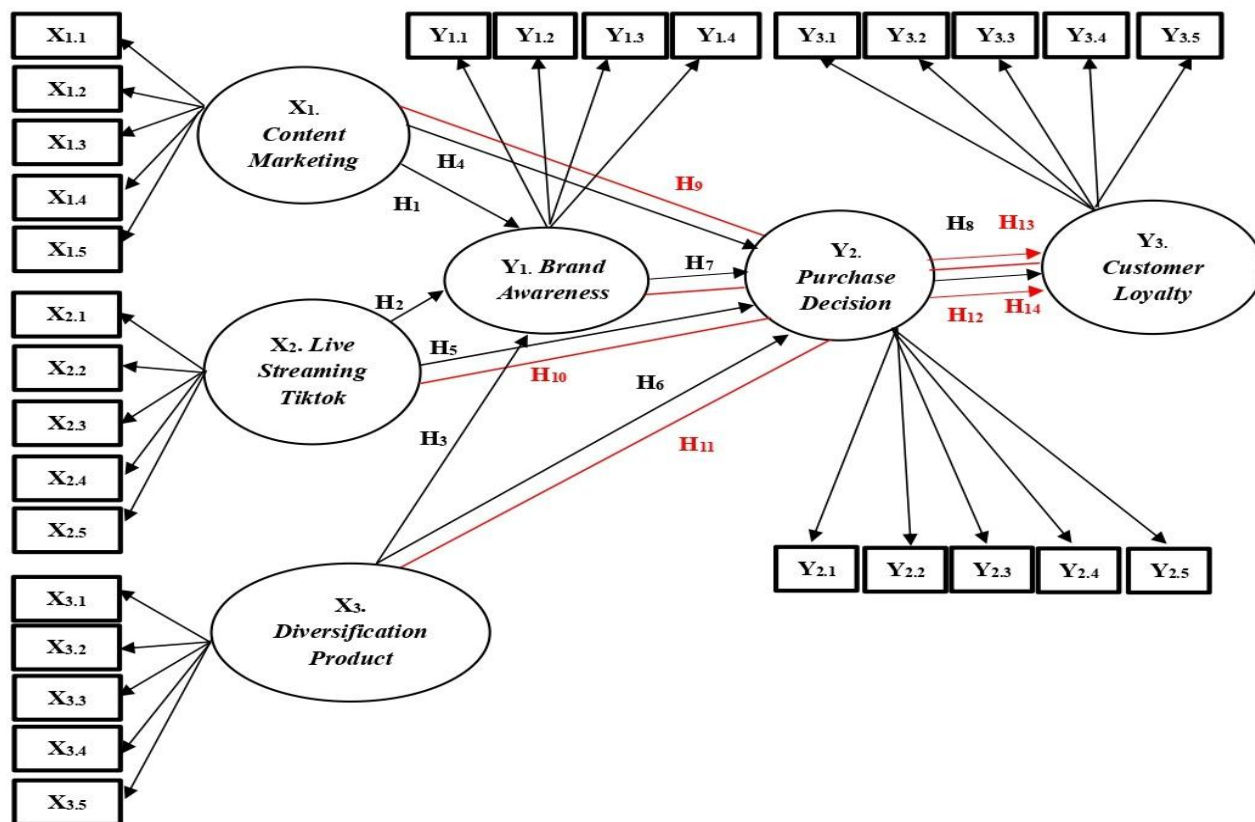 X1.1
X1.2
X1.3
X1.4
X1.5
X1.
Content
Marketing
Y1.1
Y1.2
Y1.3
Y1.4
Y3.1
Y3.2
Y3.3
Y3.4
Y3.5
H4
H1
H9
Y1. Brand
Awareness
H7
Y2.
Purchase
Decision
H8
H13
H12
H14
Y3.
Customer
Loyalty
X2.1
X2.2
X2.3
X2.4
X2.5
X2. Live
Streaming
Tiktok
H2
H5
H10
H3
H6
H11
Y2.1
Y2.2
Y2.3
Y2.4
Y2.5
X3.1
X3.2
X3.3
X3.4
X3.5
X3.
Diversification
Product